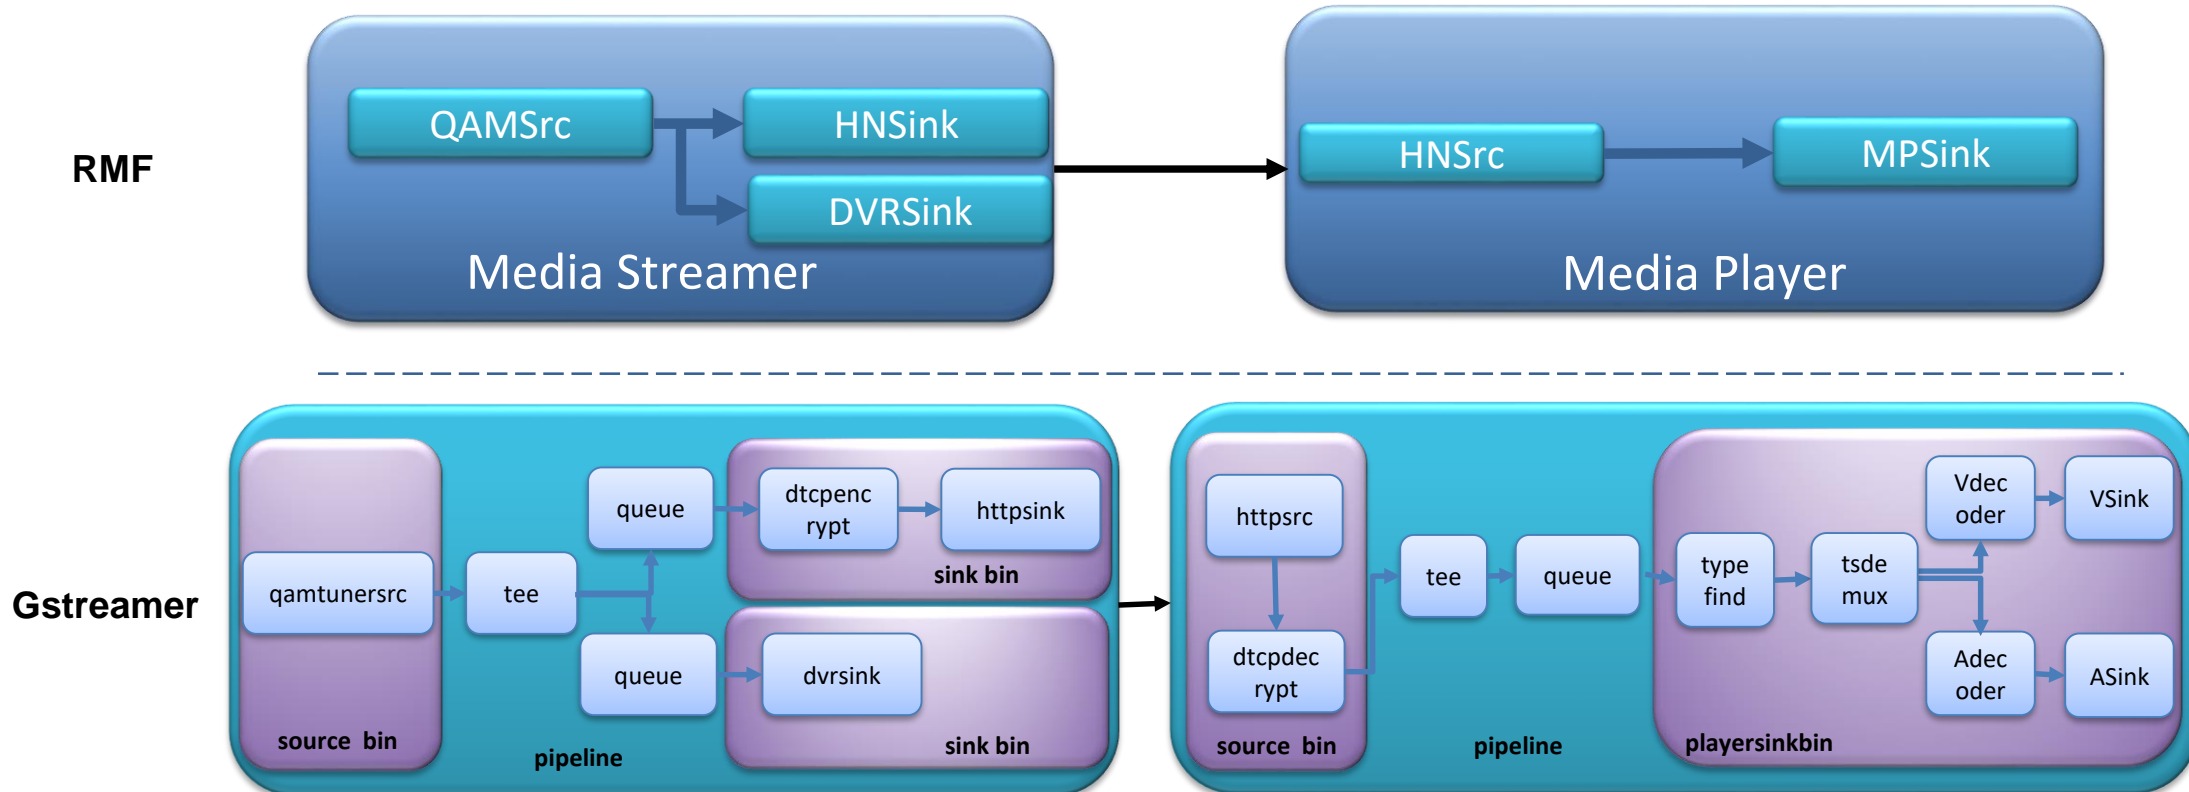 RMF
QAMSrc
HNSink
DVRSink
Media Streamer
HNSrc
MPSink
Media Player
Gstreamer
qamtunersrc
source bin
tee
queue
queue
pipeline
dtcpenc
rypt
httpsink
sink bin
dvrsink
sink bin
httpsrc
dtcpdec
rypt
source bin
tee
queue
pipeline
type
find
tsde
mux
Vdec
oder
VSink
Adec
oder
ASink
playersinkbin